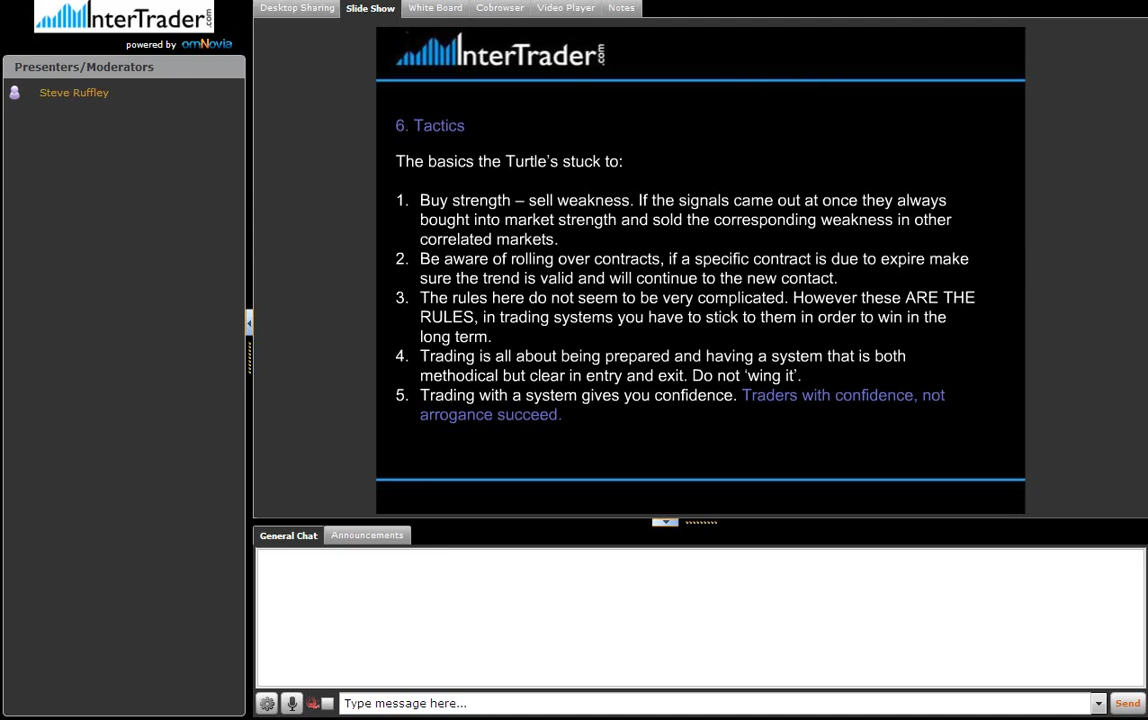 InterTrader.com
powered by omNovia
Presenters/Moderators
Steve Ruffley
Desktop Sharing
Slide Show
White Board
Cobrowser
Video Player
Notes
InterTrader.com
6. Tactics
The basics the Turtle's stuck to:
1. Buy strength – sell weakness. If the signals came out at once they always
bought into market strength and sold the corresponding weakness in other
correlated markets.
2. Be aware of rolling over contracts, if a specific contract is due to expire make
sure the trend is valid and will continue to the new contact.
3. The rules here do not seem to be very complicated. However these ARE THE
RULES, in trading systems you have to stick to them in order to win in the
long term.
4. Trading is all about being prepared and having a system that is both
methodical but clear in entry and exit. Do not 'wing it'.
5. Trading with a system gives you confidence. Traders with confidence, not
arrogance succeed.
General Chat
Announcements
Type message here...
Send